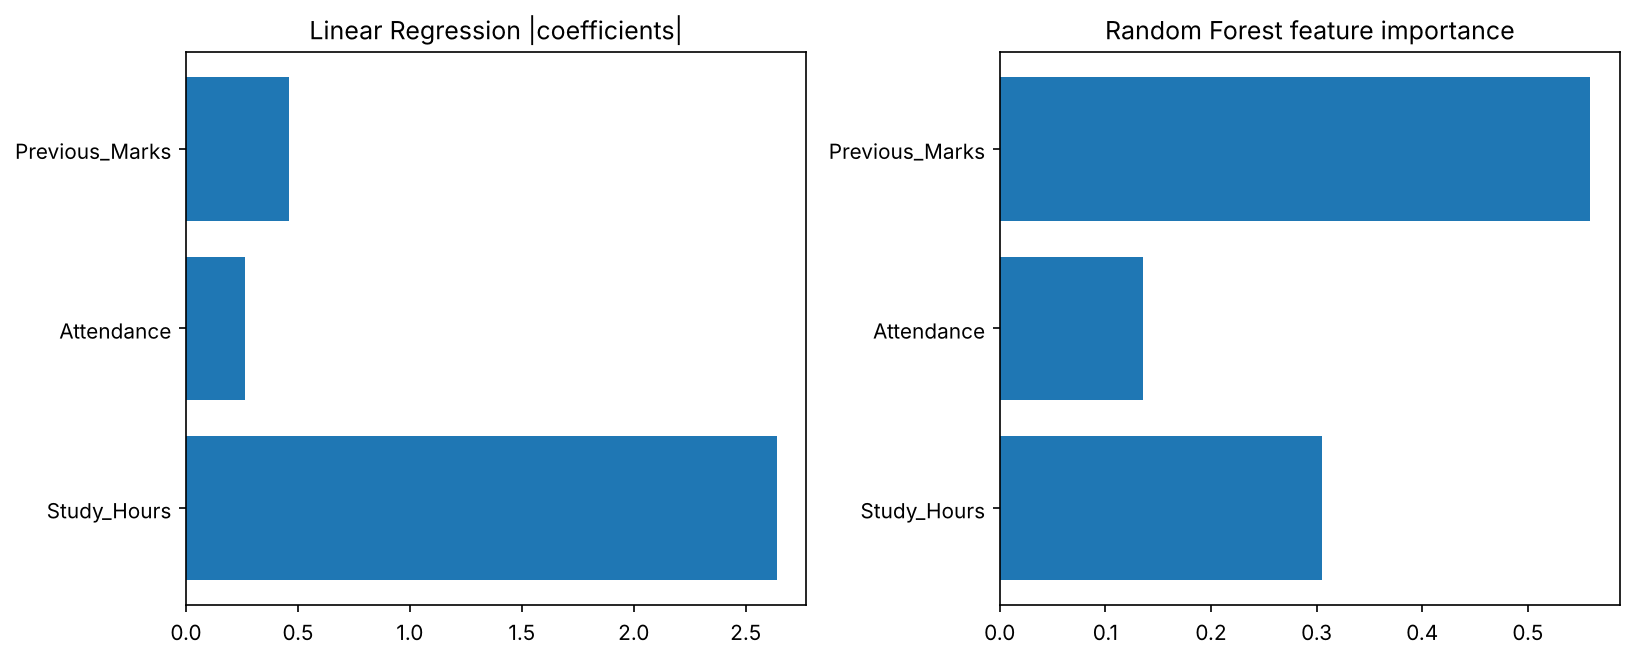 Linear Regression |coefficients|
Previous_Marks
Attendance
Study_Hours
0.0 0.5 1.0 1.5 2.0 2.5
Random Forest feature importance
Previous_Marks
Attendance
Study_Hours
0.0 0.1 0.2 0.3 0.4 0.5